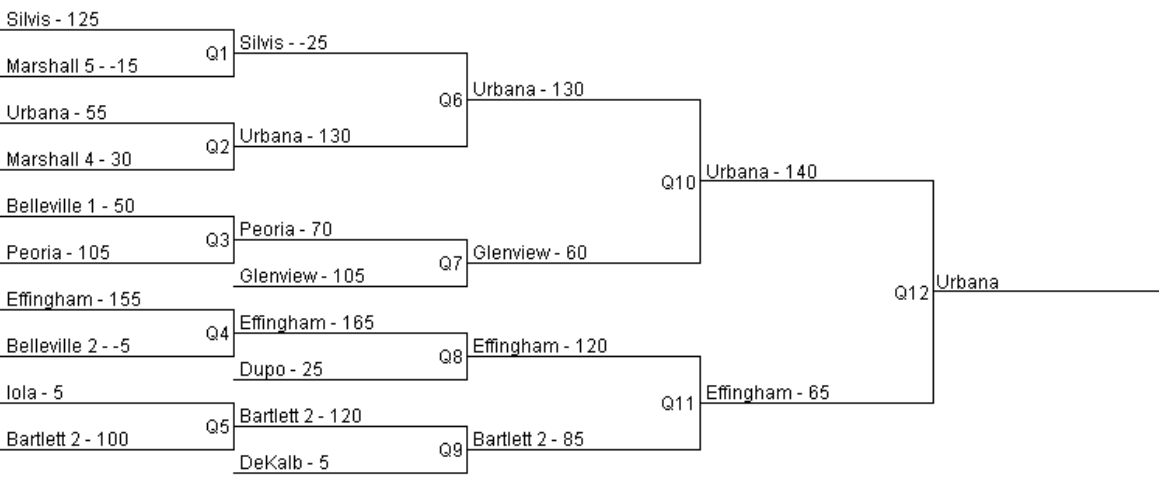 Silvis - 125
Q1
Silvis - -25
Marshall 5 - -15
Q6
Urbana - 130
Urbana - 55
Q2
Urbana - 130
Marshall 4 - 30
Q10
Urbana - 140
Belleville 1 - 50
Q3
Peoria - 70
Peoria - 105
Q7
Glenview - 60
Glenview - 105
Q12
Urbana
Effingham - 155
Q4
Effingham - 165
Belleville 2 - -5
Q8
Effingham - 120
Dupo - 25
Iola - 5
Q11
Effingham - 65
Q5
Bartlett 2 - 120
Bartlett 2 - 100
Q9
Bartlett 2 - 85
DeKalb - 5